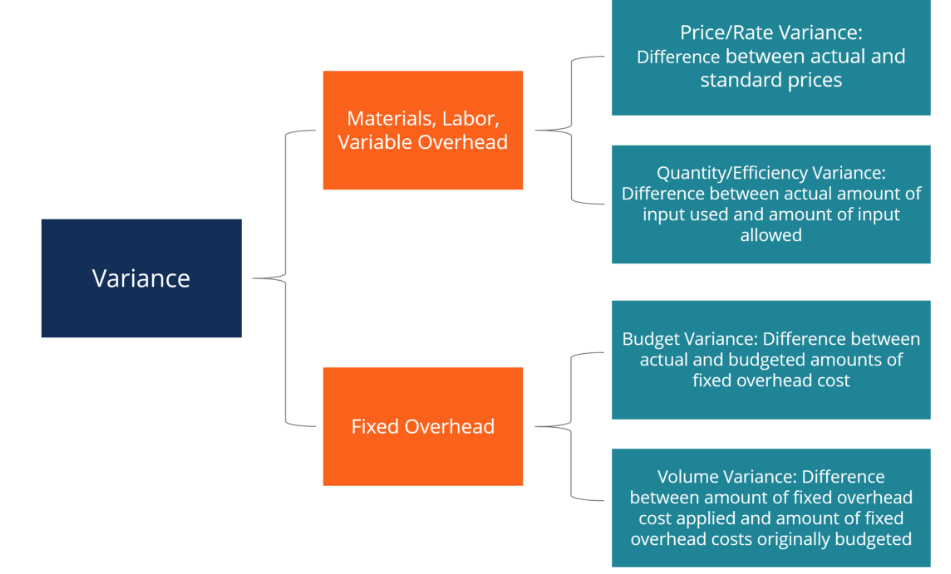 Variance
Materials, Labor,
Variable Overhead
Price/Rate Variance:
Difference between actual and
standard prices
Quantity/Efficiency Variance:
Difference between actual amount of
input used and amount of input
allowed
Fixed Overhead
Budget Variance: Difference between
actual and budgeted amounts of
fixed overhead cost
Volume Variance: Difference
between amount of fixed overhead
cost applied and amount of fixed
overhead costs originally budgeted